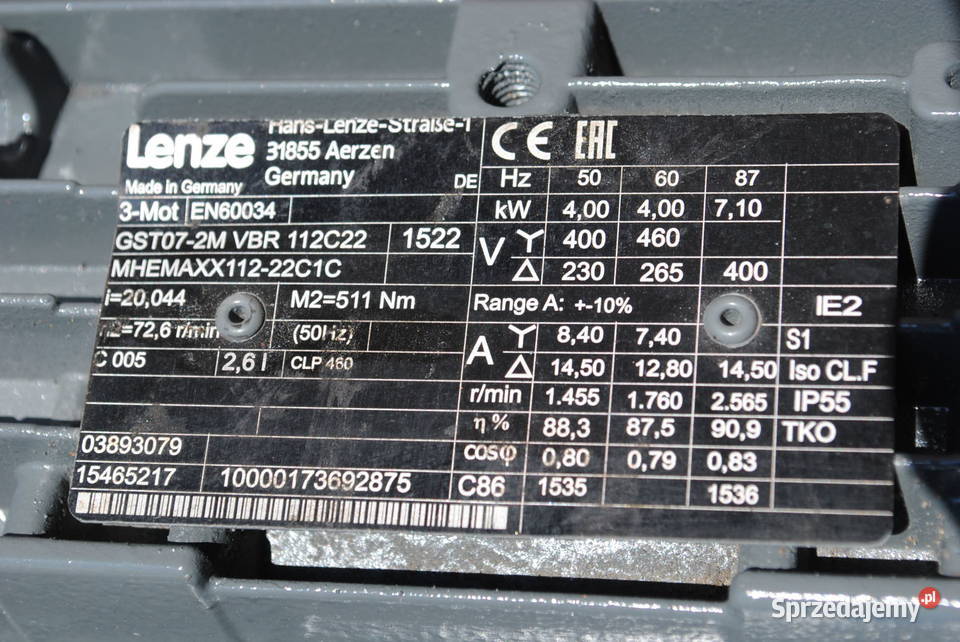 Lenze
Hans-Lenze-Straße-1
31855 Aerzen
Germany
Made in Germany
DE
3-Mot EN60034
GST07-2M VBR 112C22 1522
MHEMAXX112-22C1C
i=20,044 M2=511 Nm
n2=72,6 r/min (50Hz)
C 005 2,6 l CLP 460
03893079
15465217 10000173692875 C86
CE EAC
Hz 50 60 87
kW 4,00 4,00 7,10
V Y 400 460
Δ 230 265 400
Range A: +-10% IE2
A Y 8,40 7,40 S1
Δ 14,50 12,80 14,50 Iso CL.F
r/min 1.455 1.760 2.565 IP55
η % 88,3 87,5 90,9 TKO
cosφ 0,80 0,79 0,83
1535 1536
Sprzedajemy.pl